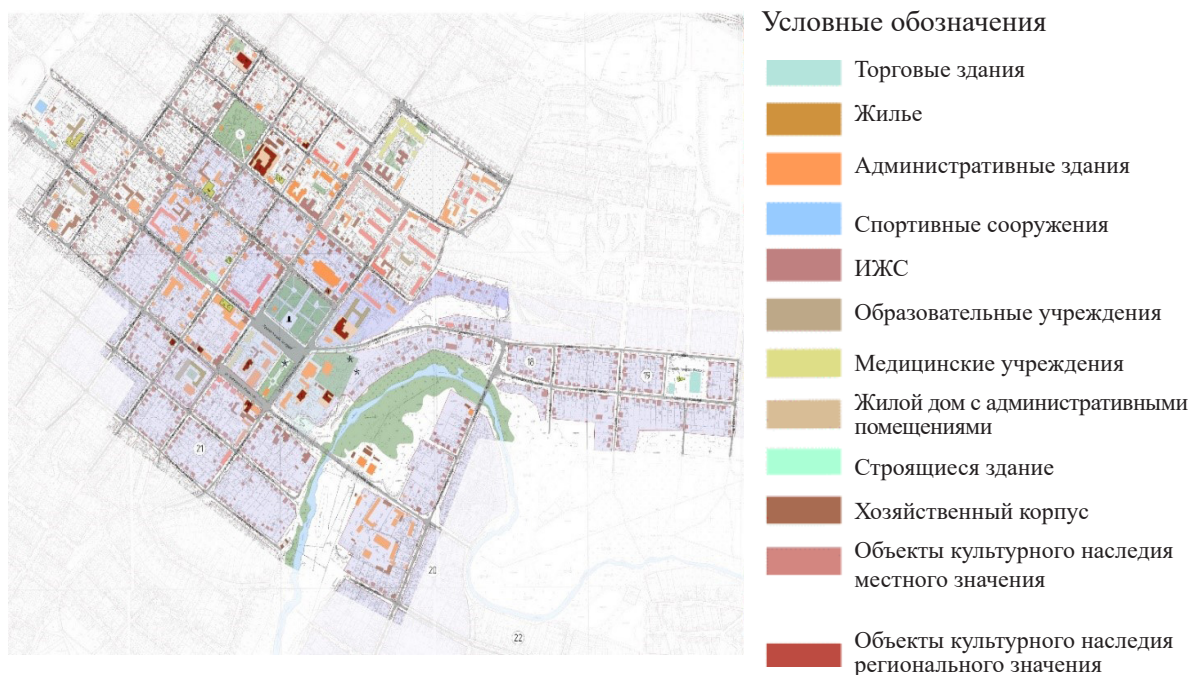 Условные обозначения
Торговые здания
Жилье
Административные здания
Спортивные сооружения
ИЖС
Образовательные учреждения
Медицинские учреждения
Жилой дом с административными
помещениями
Строящиеся здание
Хозяйственный корпус
Объекты культурного наследия
местного значения
Объекты культурного наследия
регионального значения
18
19
21
20
22